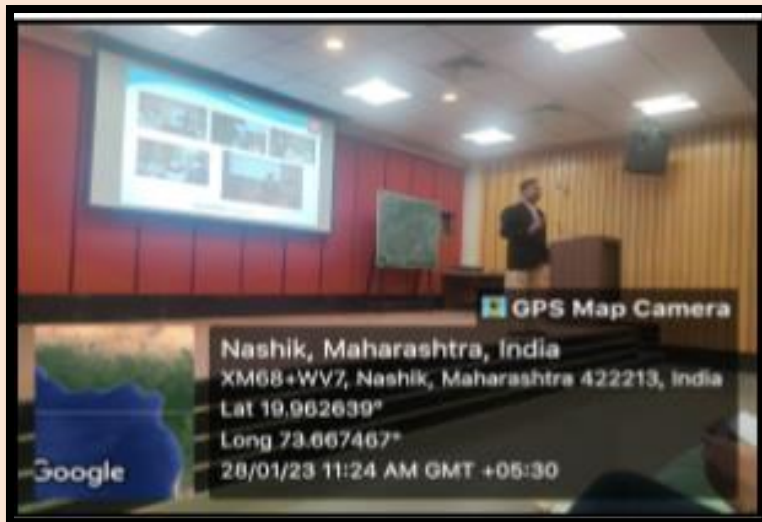 GPS Map Camera
Nashik, Maharashtra, India
XM68+WV7, Nashik, Maharashtra 422213, India
Lat 19.962639°
Long 73.667467°
28/01/23 11:24 AM GMT +05:30
Google